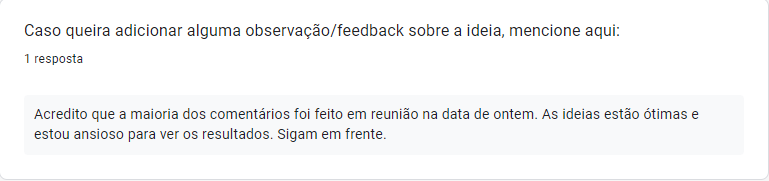 Caso queira adicionar alguma observação/feedback sobre a ideia, mencione aqui:
1 resposta
Acredito que a maioria dos comentários foi feito em reunião na data de ontem. As ideias estão ótimas e
estou ansioso para ver os resultados. Sigam em frente.